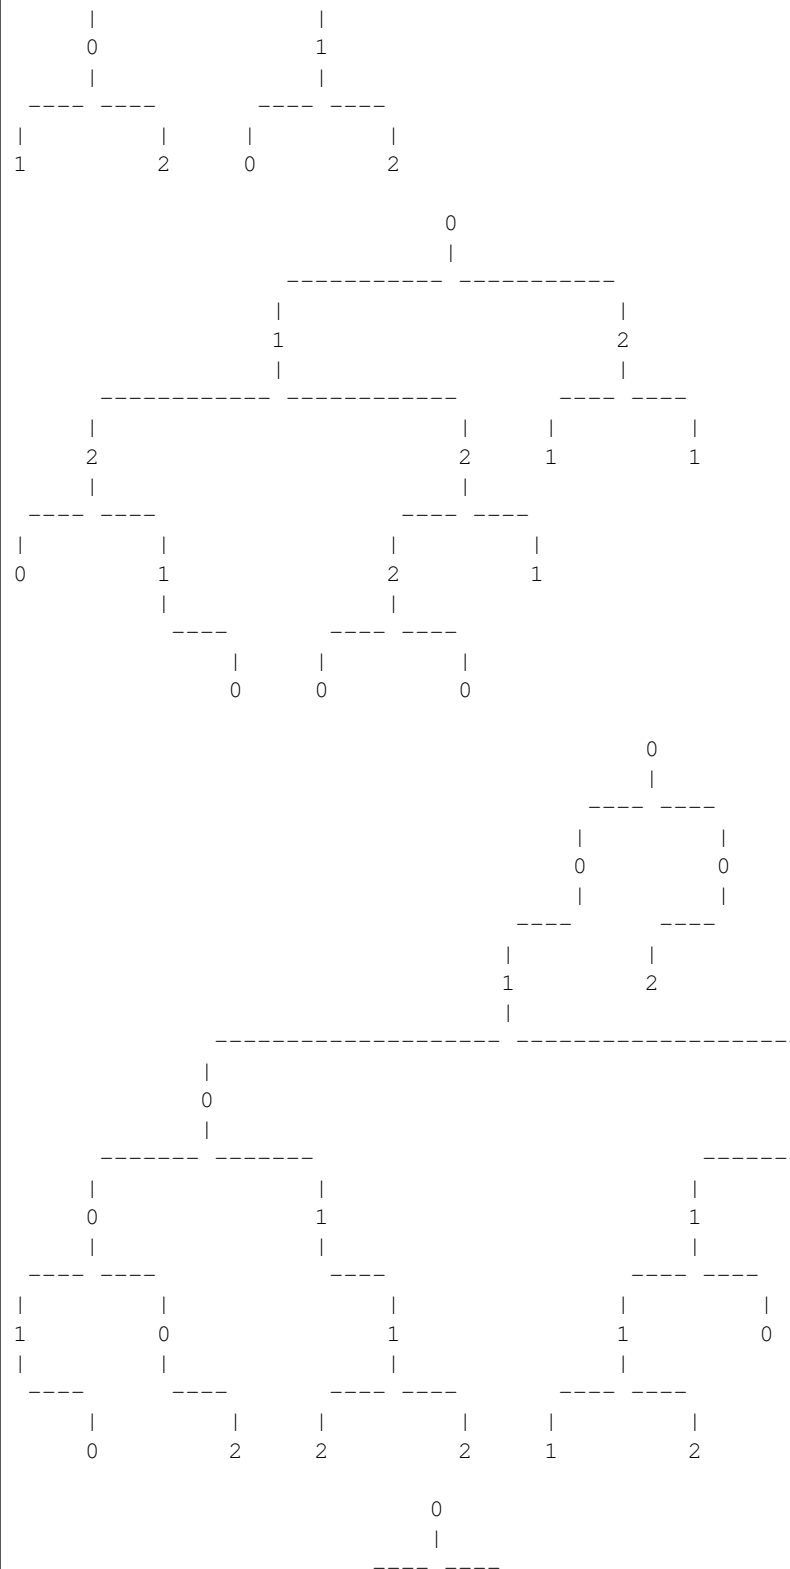 |               |
     0               1
     |               |
 ---- ----       ---- ----
|         |     |         |
1         2     0         2

                              0
                              |
                   ----------- -----------
                  |                       |
                  1                       2
                  |                       |
      ------------ ------------       ---- ----
     |                         |     |         |
     2                         2     1         1
     |                         |
 ---- ----                 ---- ----
|         |               |         |
0         1               2         1
          |               |
           ----       ---- ----
               |     |         |
               0     0         0

                                            0
                                            |
                                        ---- ----
                                       |         |
                                       0         0
                                       |         |
                                   ----      ----
                                  |         |
                                  1         2
                                  |
              -------------------- -------------------
             |
             0
             |
      ------- -------                           ------
     |               |                         |
     0               1                         1
     |               |                         |
 ---- ----            ----                 ---- ----
|         |               |               |         |
1         0               1               1         0
|         |               |               |
 ----      ----       ---- ----       ---- ----
     |         |     |         |     |         |
     0         2     2         2     1         2

                             0
                             |
                         ---- ----